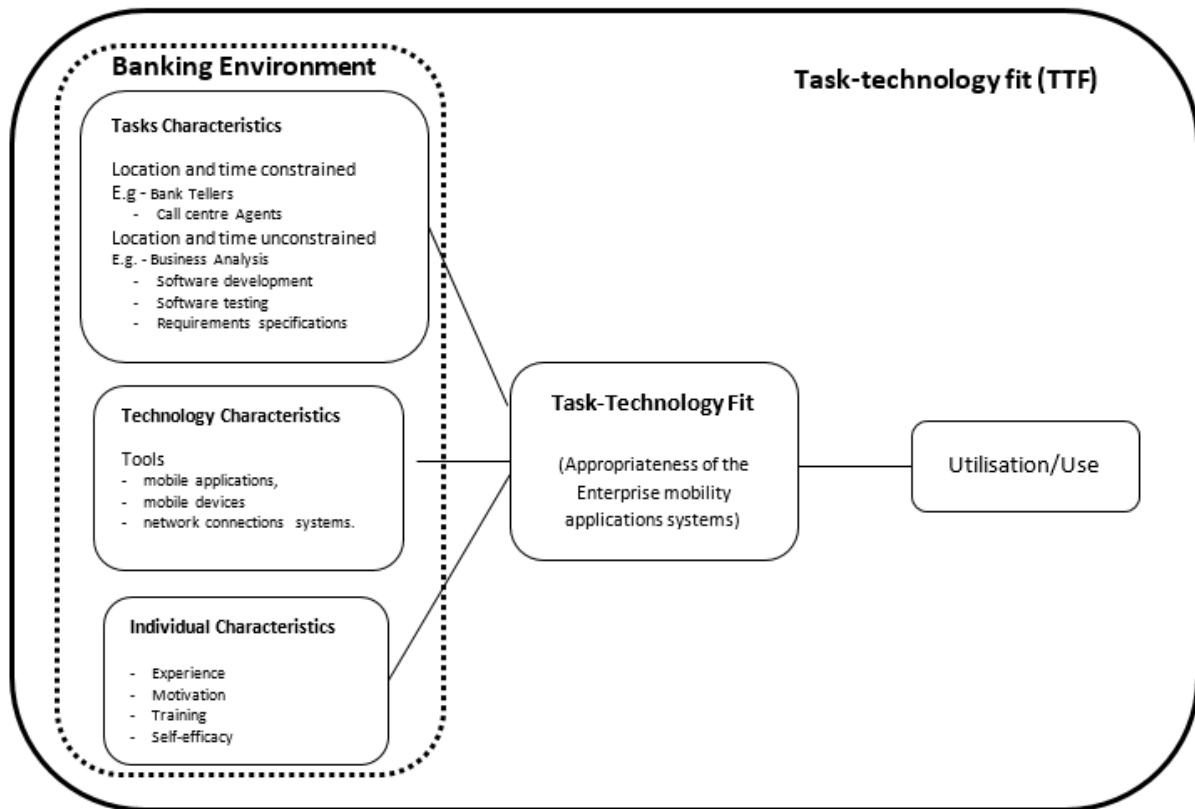 Banking Environment
Task-technology fit (TTF)
Tasks Characteristics
Location and time constrained
E.g - Bank Tellers
- Call centre Agents
Location and time unconstrained
E.g. - Business Analysis
- Software development
- Software testing
- Requirements specifications
Technology Characteristics
Tools
- mobile applications,
- mobile devices
- network connections systems.
Individual Characteristics
- Experience
- Motivation
- Training
- Self-efficacy
Task-Technology Fit
(Appropriateness of the
Enterprise mobility
applications systems)
Utilisation/Use